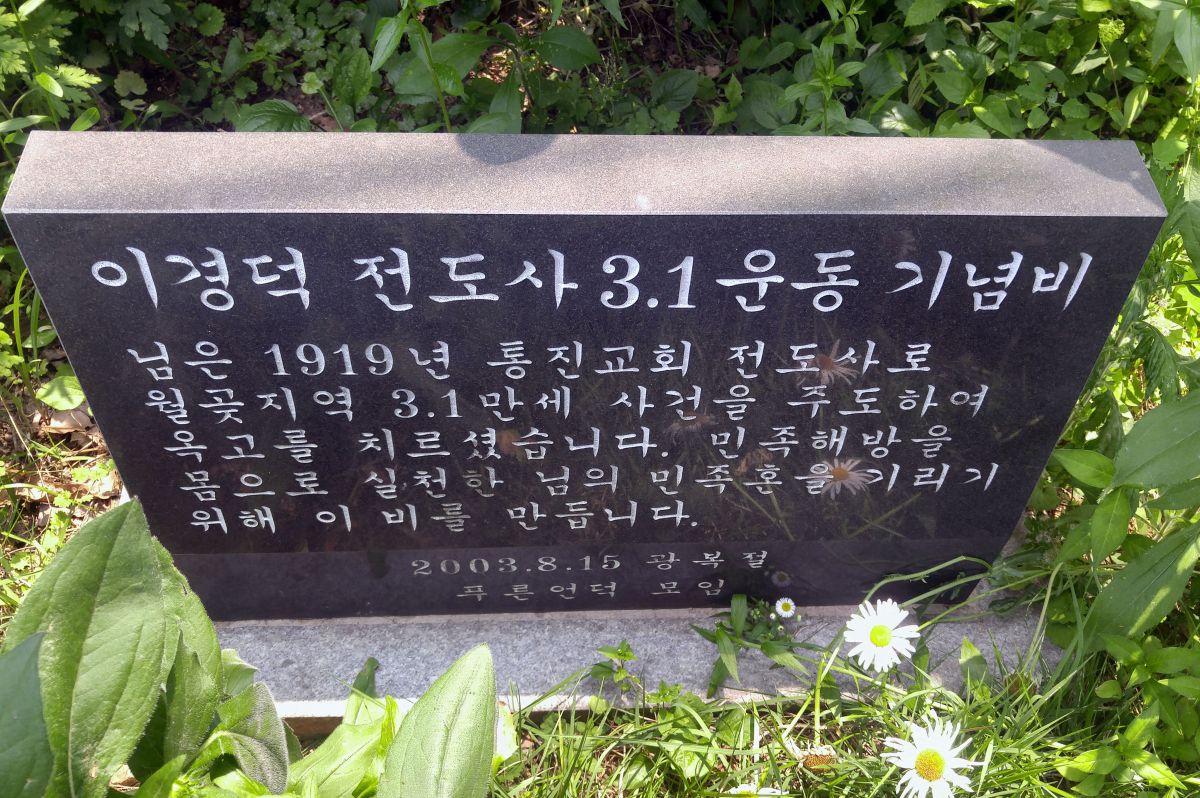 이경덕 전도사 3.1 운동 기념비
님은 1919년 통진교회 전도사로
월곶지역 3.1만세 사건을 주도하여
옥고를 치르셨습니다. 민족해방을
몸으로 실천한 님의 민족혼을 기리기
위해 이 비를 만듭니다.
2003.8.15 광복절
푸른언덕 모임